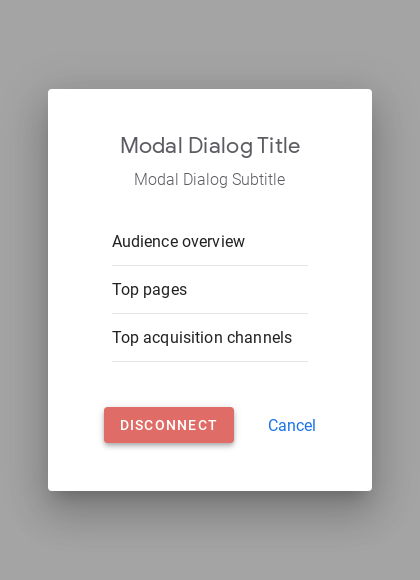 Modal Dialog Title
Modal Dialog Subtitle
Audience overview
Top pages
Top acquisition channels
DISCONNECT Cancel